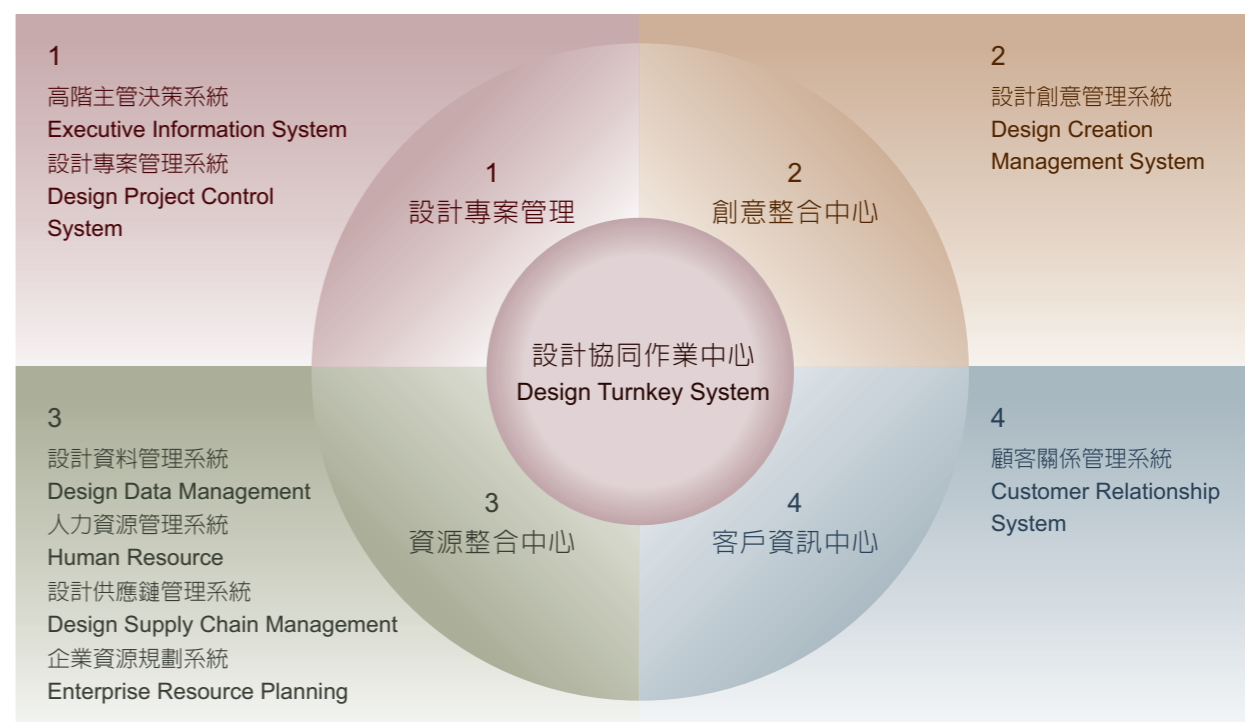 1
高階主管決策系統
Executive Information System
設計專案管理系統
Design Project Control
System
2
設計創意管理系統
Design Creation
Management System
1
設計專案管理
2
創意整合中心
設計協同作業中心
Design Turnkey System
3
資源整合中心
4
客戶資訊中心
3
設計資料管理系統
Design Data Management
人力資源管理系統
Human Resource
設計供應鏈管理系統
Design Supply Chain Management
企業資源規劃系統
Enterprise Resource Planning
4
顧客關係管理系統
Customer Relationship
System